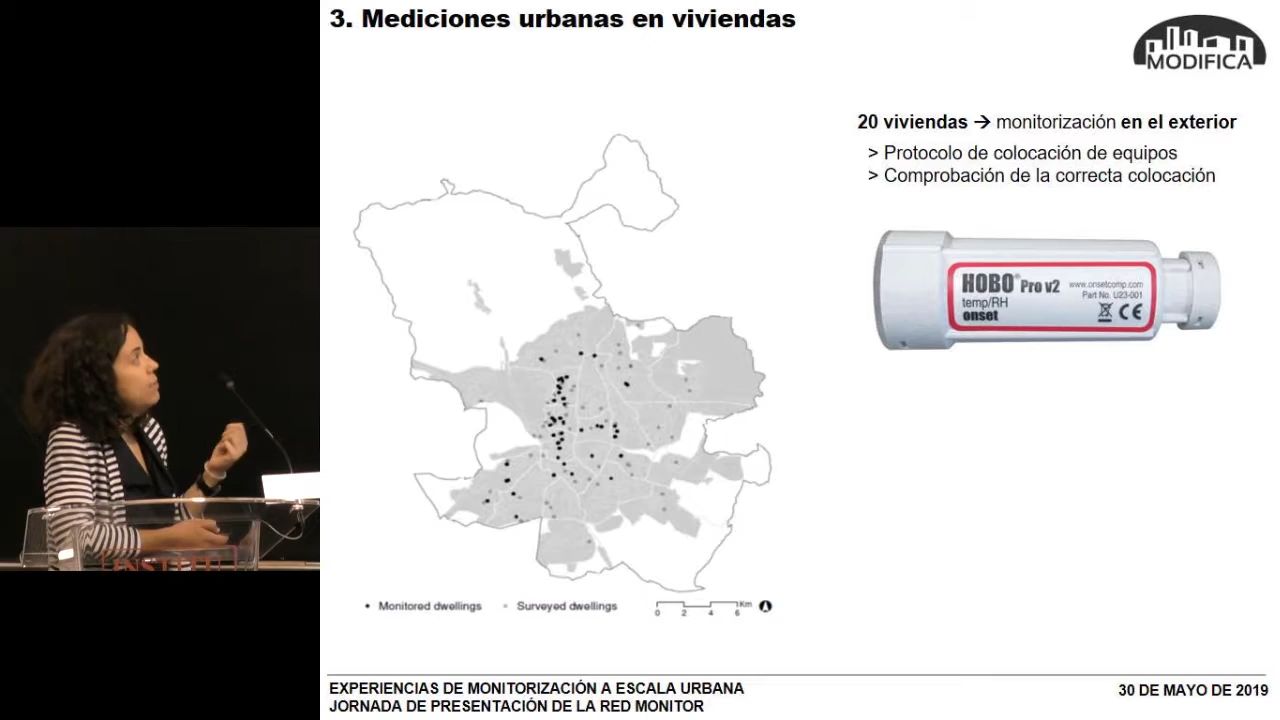 3. Mediciones urbanas en viviendas
MODIFICA
20 viviendas → monitorización en el exterior
> Protocolo de colocación de equipos
> Comprobación de la correcta colocación
HOBO® Pro v2
www.onsetcomp.com
Part No. U23-001
temp/RH
onset
CE
Monitored dwellings
Surveyed dwellings
Km
0 2 4 6
EXPERIENCIAS DE MONITORIZACIÓN A ESCALA URBANA
JORNADA DE PRESENTACIÓN DE LA RED MONITOR
30 DE MAYO DE 2019